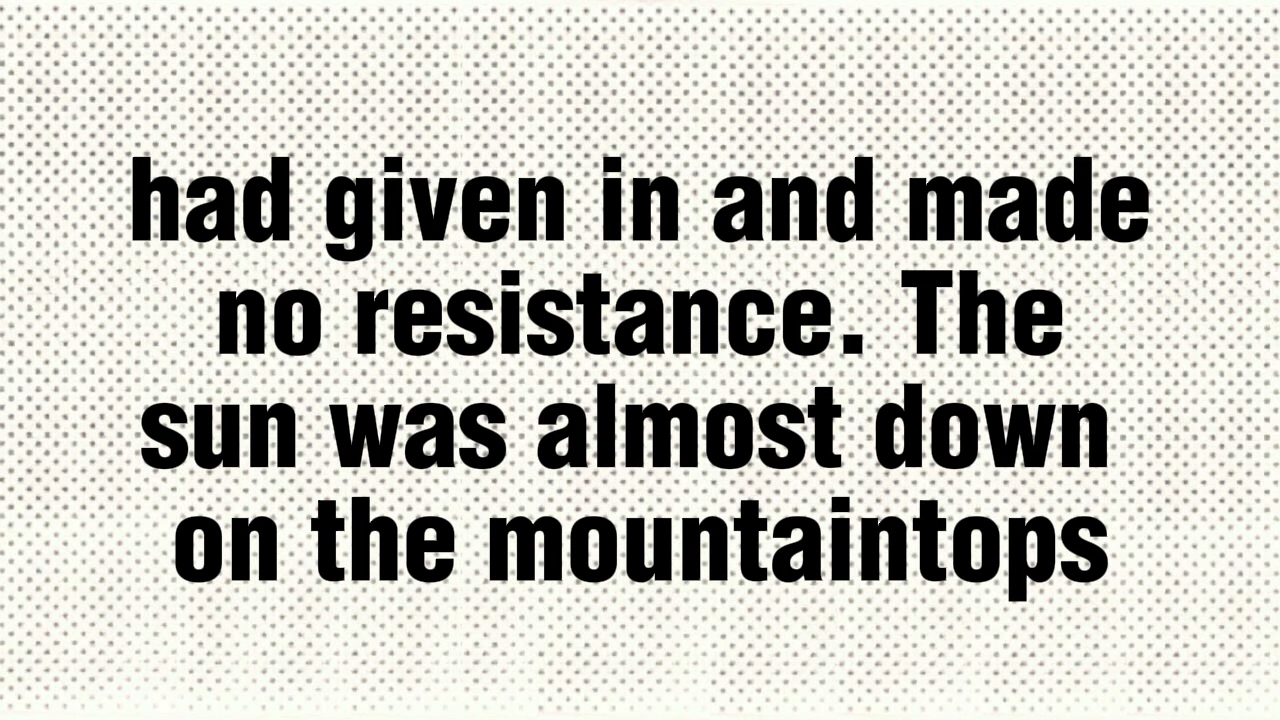 had given in and made
no resistance. The
sun was almost down
on the mountaintops